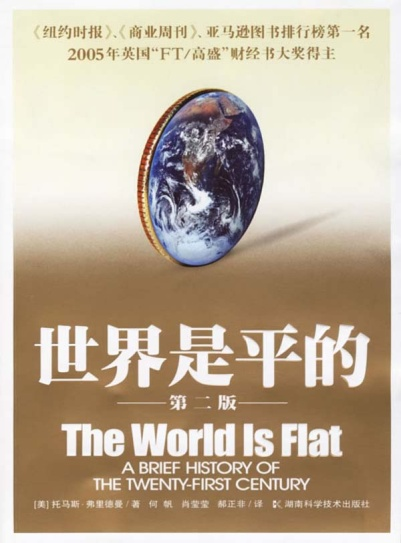 《纽约时报》、《商业周刊》、亚马逊图书排行榜第一名
2005年英国“FT/高盛”财经书大奖得主
世界是平的
第二版
The World Is Flat
A BRIEF HISTORY OF
THE TWENTY-FIRST CENTURY
[美] 托马斯·弗里德曼/著 何 帆 肖莹莹 郝正非/译 湖南科学技术出版社